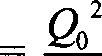 = Q₀²